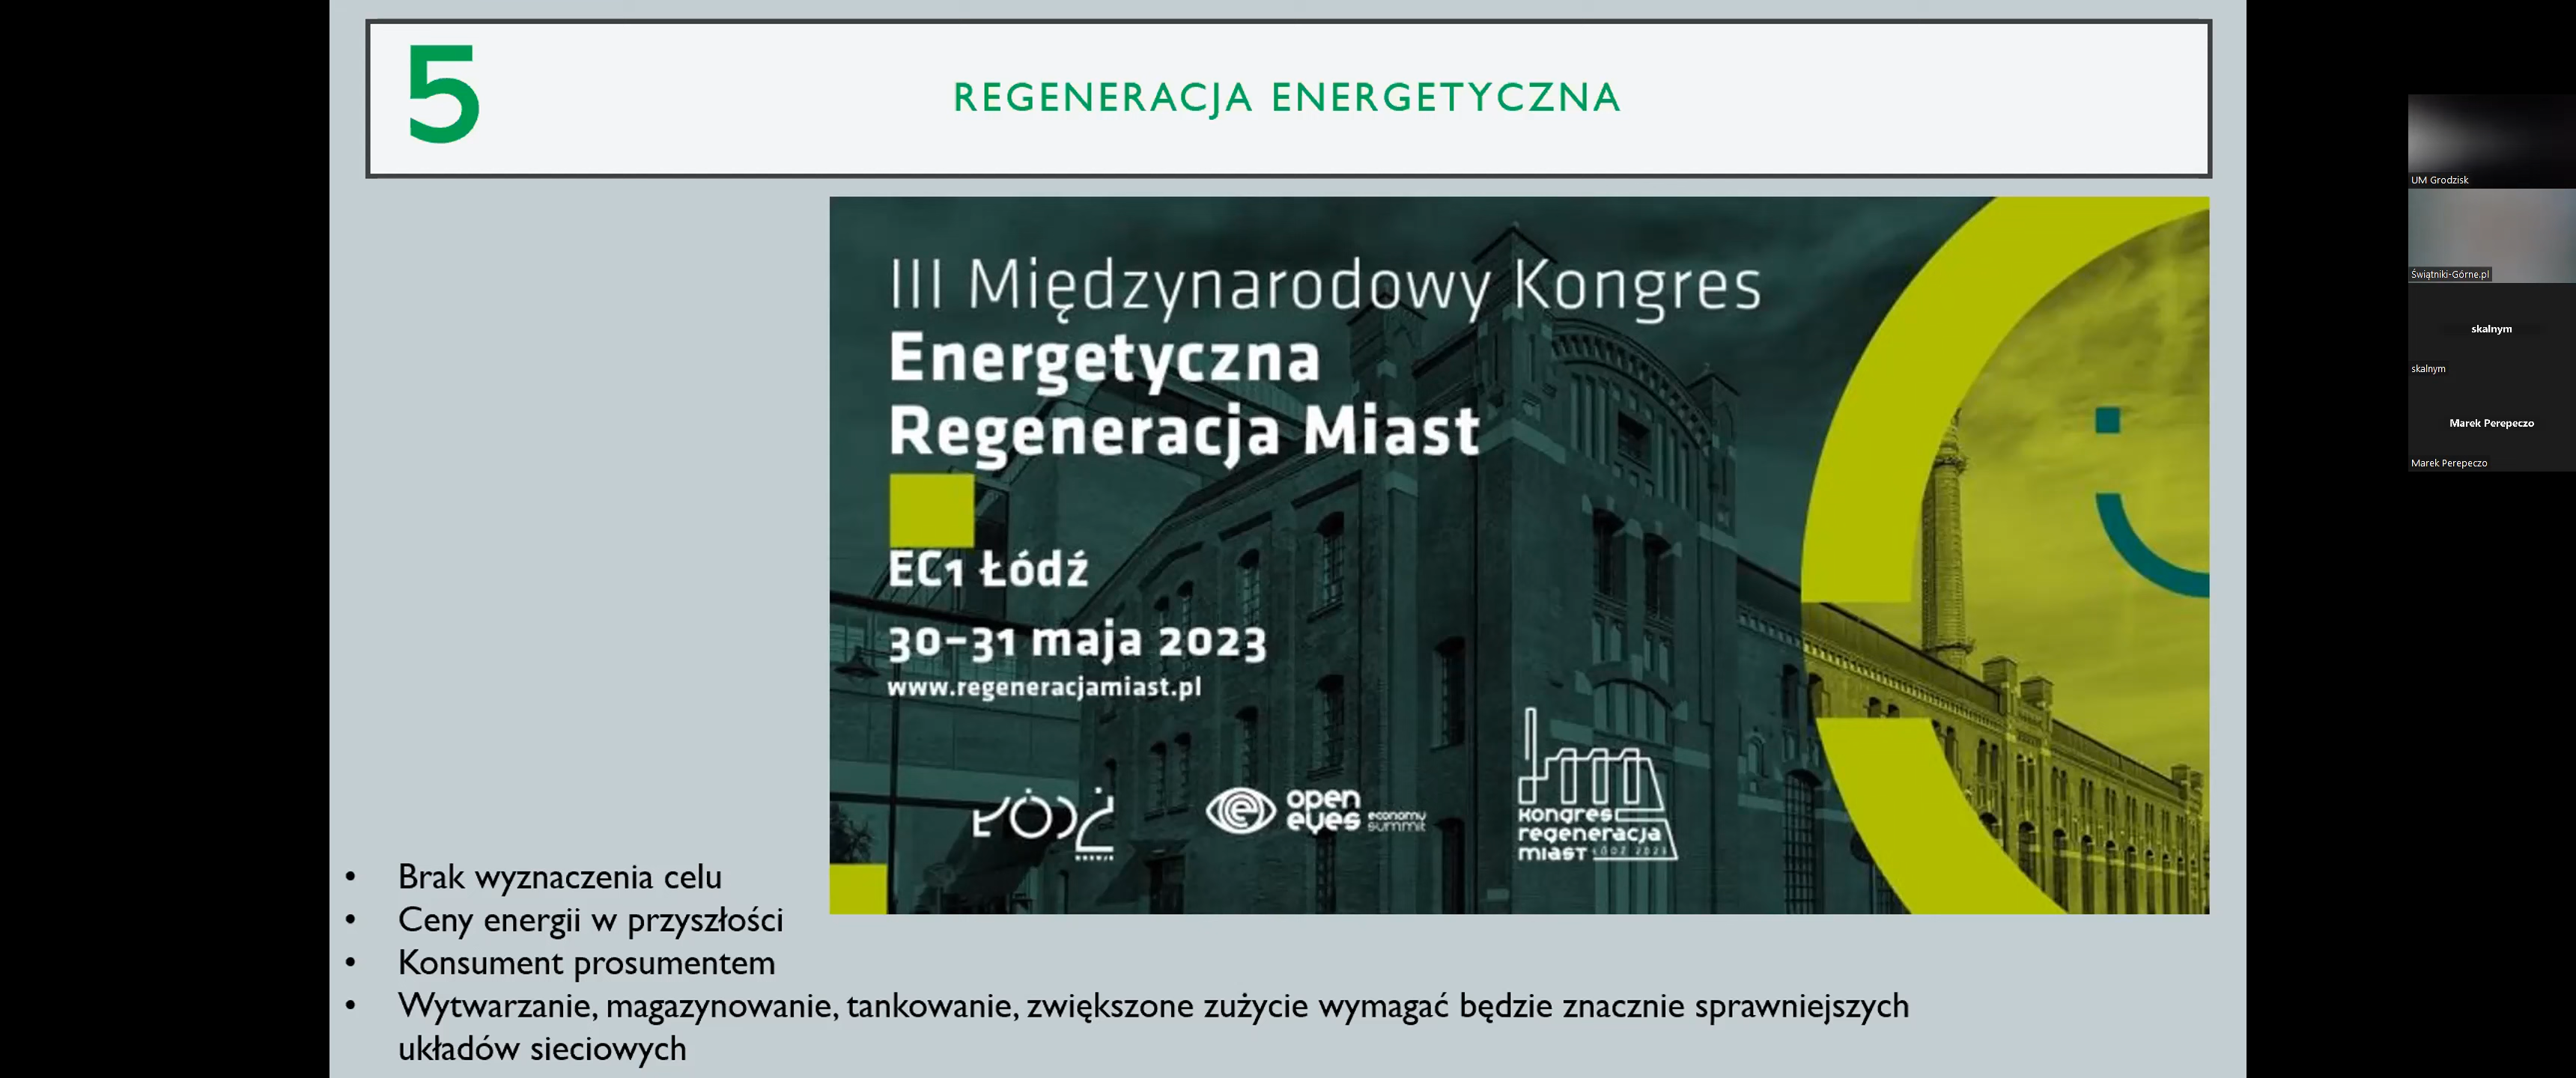 5
REGENERACJA ENERGETYCZNA
III Międzynarodowy Kongres
Energetyczna
Regeneracja Miast
EC1 Łódź
30–31 maja 2023
www.regeneracjamiast.pl
ŁÓDŹ
open
eyes economy
summit
kongres
regeneracja
miast ŁÓDŹ 2023
• Brak wyznaczenia celu
• Ceny energii w przyszłości
• Konsument prosumentem
• Wytwarzanie, magazynowanie, tankowanie, zwiększone zużycie wymagać będzie znacznie sprawniejszych
układów sieciowych
UM Grodzisk
Świątniki-Górne.pl
skalnym
skalnym
Marek Perepeczo
Marek Perepeczo